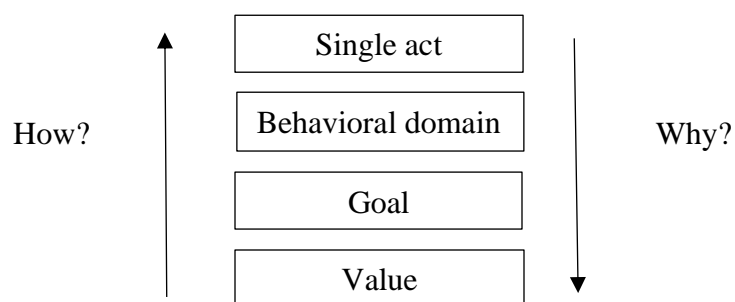 Single act
How?
Behavioral domain
Why?
Goal
Value